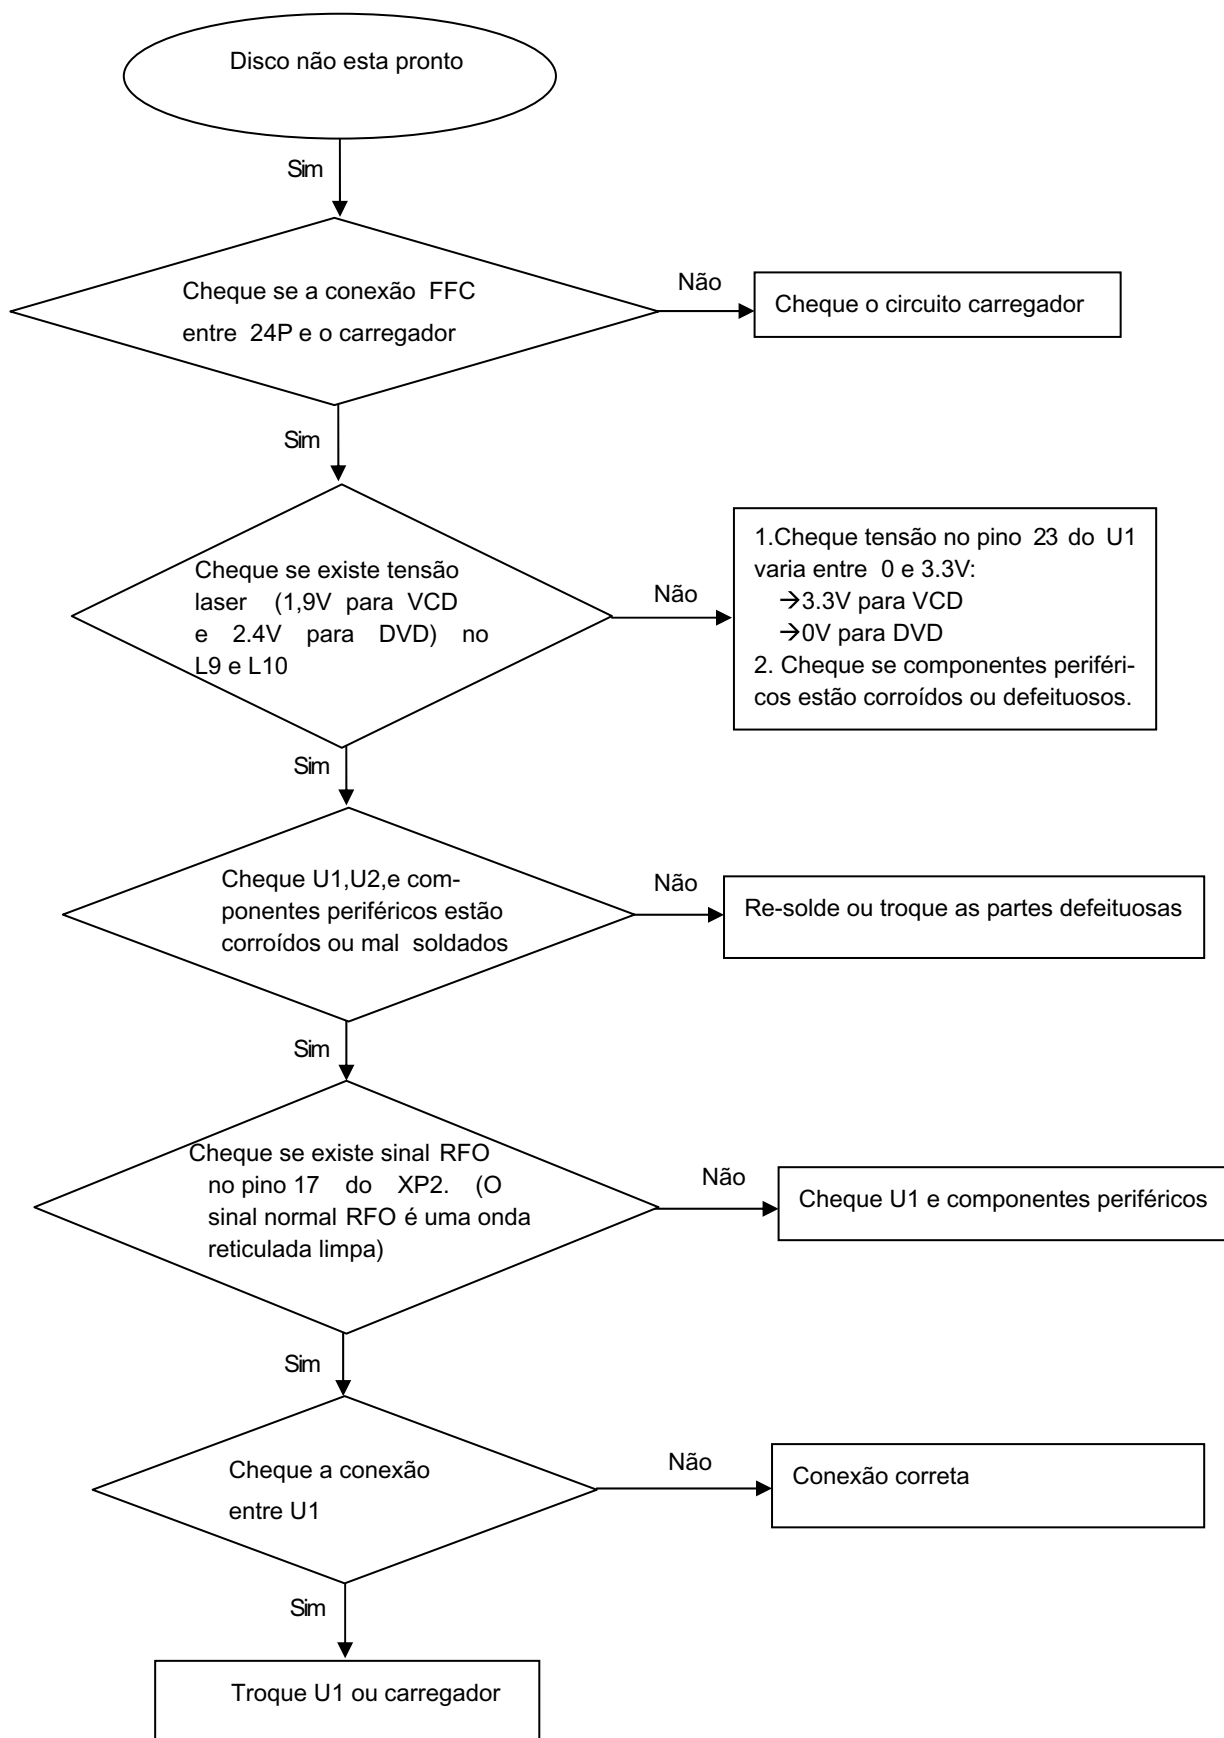 Disco não esta pronto
Sim
Cheque se a conexão FFC
entre 24P e o carregador
Não
Cheque o circuito carregador
Sim
Cheque se existe tensão
laser (1,9V para VCD
e 2.4V para DVD) no
L9 e L10
Não
1.Cheque tensão no pino 23 do U1
varia entre 0 e 3.3V:
→3.3V para VCD
→0V para DVD
2. Cheque se componentes periféri-
cos estão corroídos ou defeituosos.
Sim
Cheque U1,U2,e com-
ponentes periféricos estão
corroídos ou mal soldados
Não
Re-solde ou troque as partes defeituosas
Sim
Cheque se existe sinal RFO
no pino 17 do XP2. (O
sinal normal RFO é uma onda
reticulada limpa)
Não
Cheque U1 e componentes periféricos
Sim
Cheque a conexão
entre U1
Não
Conexão correta
Sim
Troque U1 ou carregador